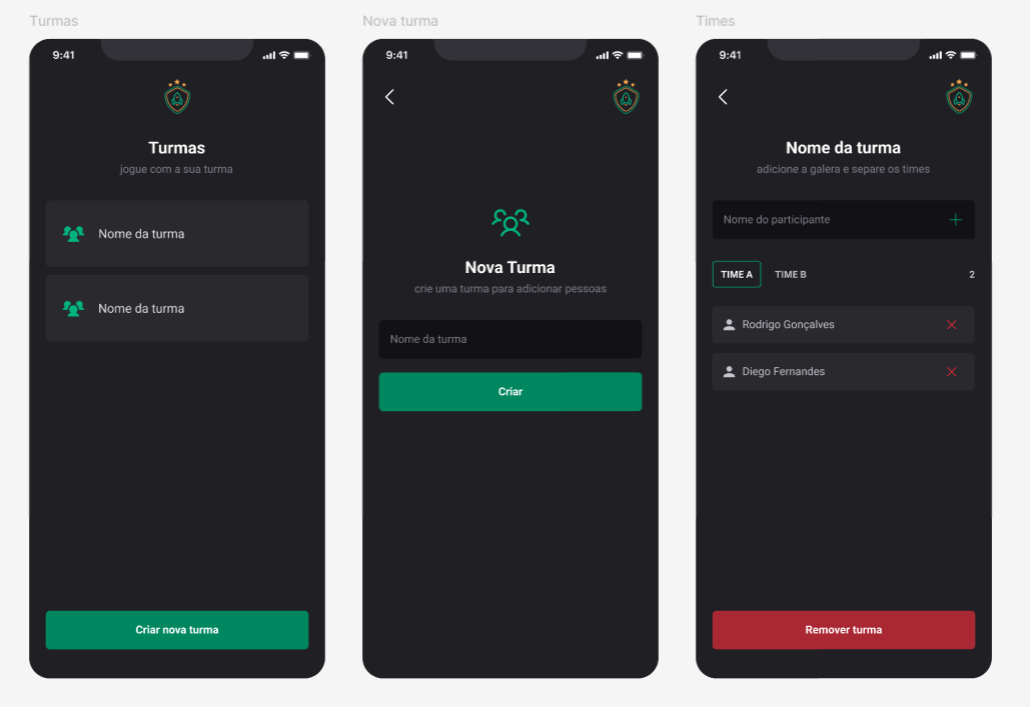 Turmas
9:41
Turmas
jogue com a sua turma
Nome da turma
Nome da turma
Criar nova turma
Nova turma
9:41
Nova Turma
crie uma turma para adicionar pessoas
Nome da turma
Criar
Times
9:41
Nome da turma
adicione a galera e separe os times
Nome do participante
TIME A TIME B 2
Rodrigo Gonçalves
Diego Fernandes
Remover turma